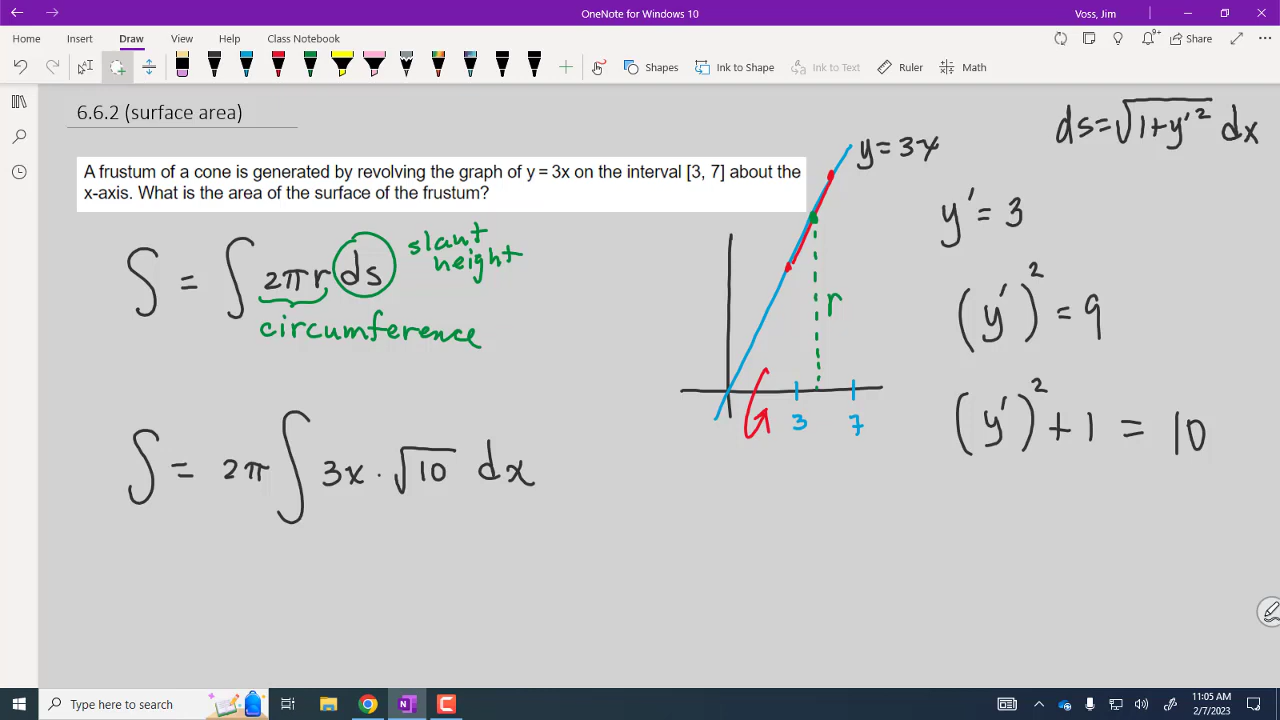 OneNote for Windows 10
Voss, Jim
Home Insert Draw View Help Class Notebook
Share
Shapes Ink to Shape Ink to Text Ruler Math
6.6.2 (surface area)
A frustum of a cone is generated by revolving the graph of y = 3x on the interval [3, 7] about the
x-axis. What is the area of the surface of the frustum?
ds=√(1+y'²) dx
y = 3x
y' = 3
S = ∫ 2πr ds
slant
height
circumference
r
(y')² = 9
3 7
(y')² + 1 = 10
S = 2π ∫ 3x · √10 dx
Type here to search
11:05 AM
2/7/2023